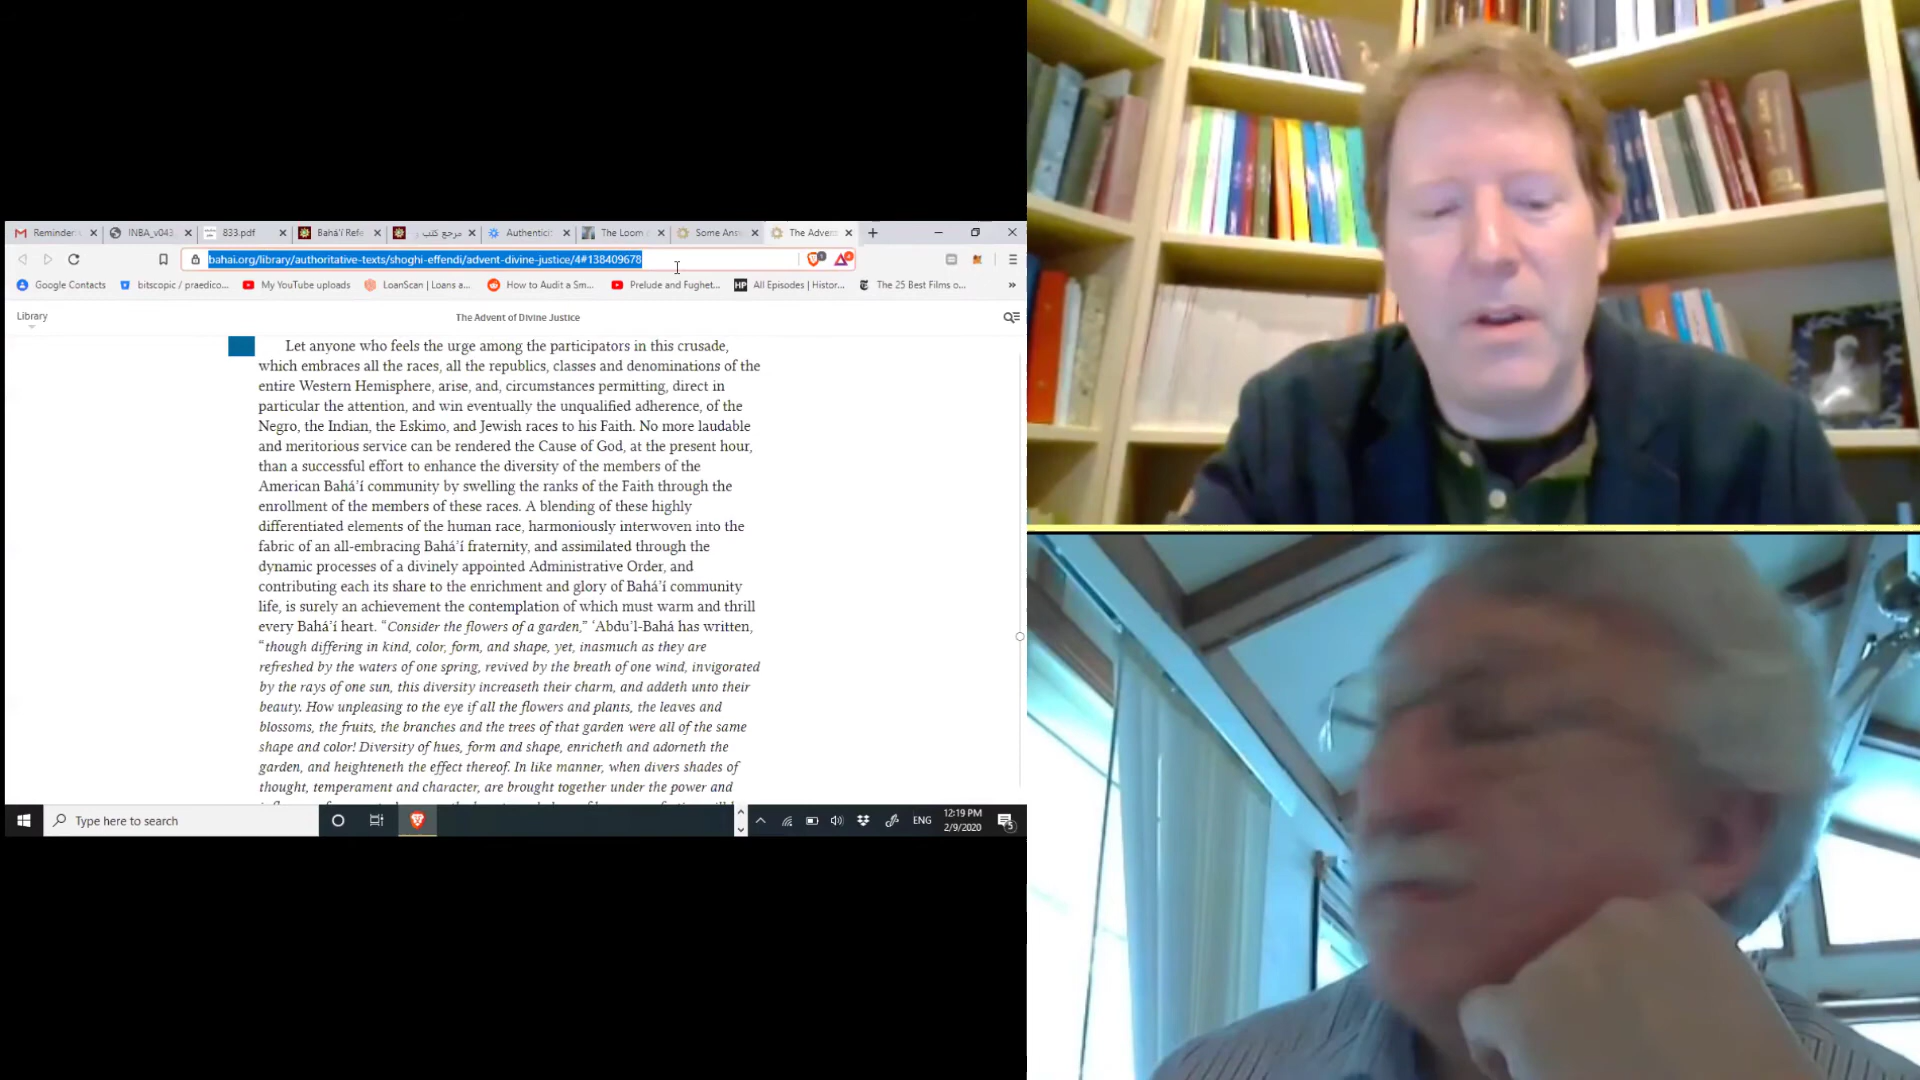 Reminder:
INBA_v043
833.pdf
Bahá'í Refe
مرجع كتب و
Authentici
The Loom
Some Ans
The Adven
bahai.org/library/authoritative-texts/shoghi-effendi/advent-divine-justice/4#138409678
Google Contacts
bitscopic / praedico...
My YouTube uploads
LoanScan | Loans a...
How to Audit a Sm...
Prelude and Fughet...
HP All Episodes | Histor...
The 25 Best Films o...
»
Library
The Advent of Divine Justice
Let anyone who feels the urge among the participators in this crusade,
which embraces all the races, all the republics, classes and denominations of the
entire Western Hemisphere, arise, and, circumstances permitting, direct in
particular the attention, and win eventually the unqualified adherence, of the
Negro, the Indian, the Eskimo, and Jewish races to his Faith. No more laudable
and meritorious service can be rendered the Cause of God, at the present hour,
than a successful effort to enhance the diversity of the members of the
American Bahá’í community by swelling the ranks of the Faith through the
enrollment of the members of these races. A blending of these highly
differentiated elements of the human race, harmoniously interwoven into the
fabric of an all-embracing Bahá’í fraternity, and assimilated through the
dynamic processes of a divinely appointed Administrative Order, and
contributing each its share to the enrichment and glory of Bahá’í community
life, is surely an achievement the contemplation of which must warm and thrill
every Bahá’í heart. “Consider the flowers of a garden,” ‘Abdu’l-Bahá has written,
“though differing in kind, color, form, and shape, yet, inasmuch as they are
refreshed by the waters of one spring, revived by the breath of one wind, invigorated
by the rays of one sun, this diversity increaseth their charm, and addeth unto their
beauty. How unpleasing to the eye if all the flowers and plants, the leaves and
blossoms, the fruits, the branches and the trees of that garden were all of the same
shape and color! Diversity of hues, form and shape, enricheth and adorneth the
garden, and heighteneth the effect thereof. In like manner, when divers shades of
thought, temperament and character, are brought together under the power and
Type here to search
ENG
12:19 PM
2/9/2020
5